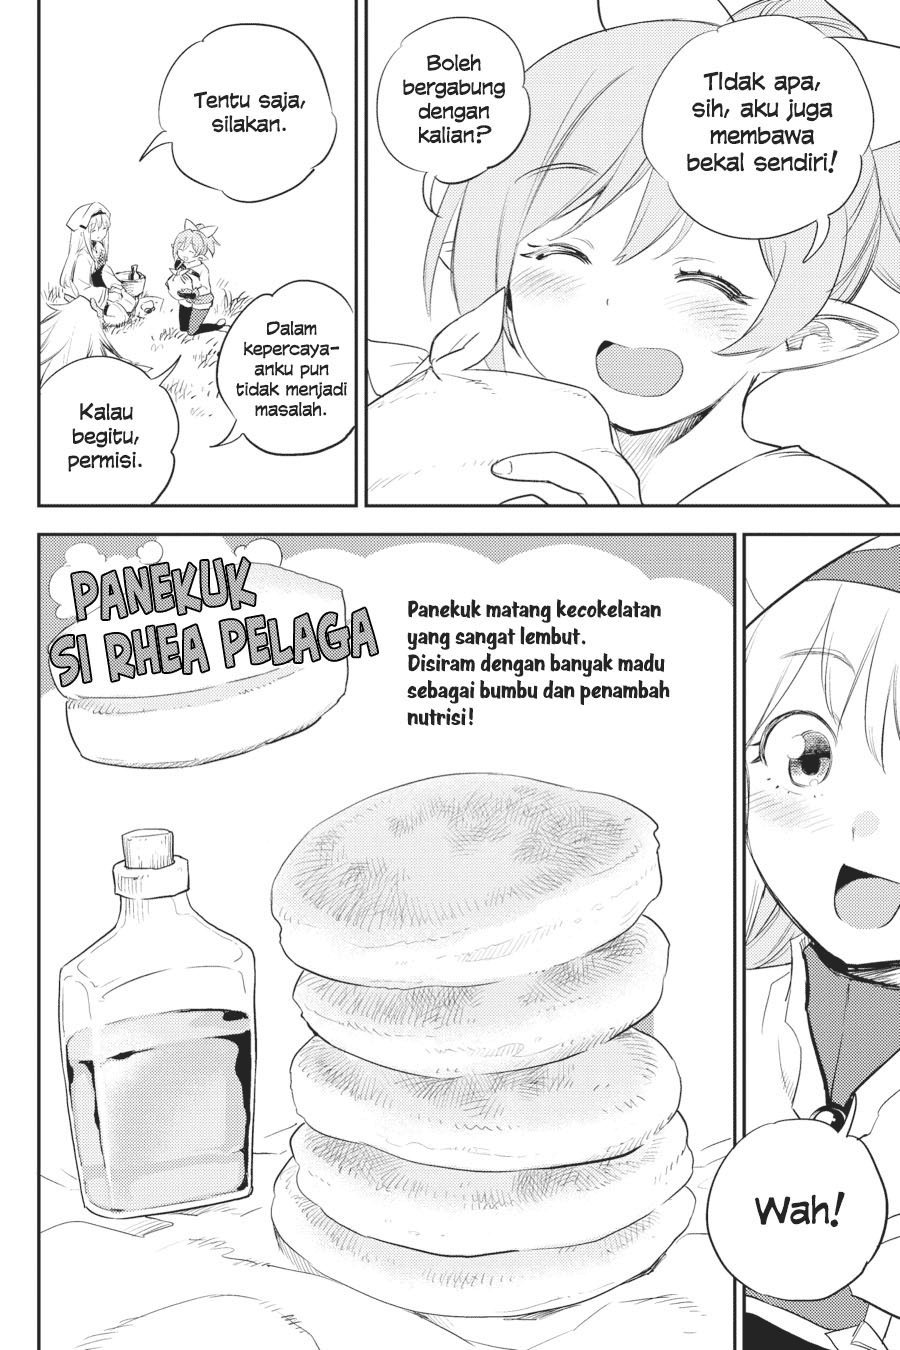 TIdak apa,
sih, aku juga
membawa
bekal sendiri!
Boleh
bergabung
dengan
kalian?
Tentu saja,
silakan.
Dalam
kepercaya-
anku pun
tidak menjadi
masalah.
Kalau
begitu,
permisi.
Wah!
PANEKUK
SI RHEA PELAGA
Panekuk matang kecokelatan
yang sangat lembut.
Disiram dengan banyak madu
sebagai bumbu dan penambah
nutrisi!